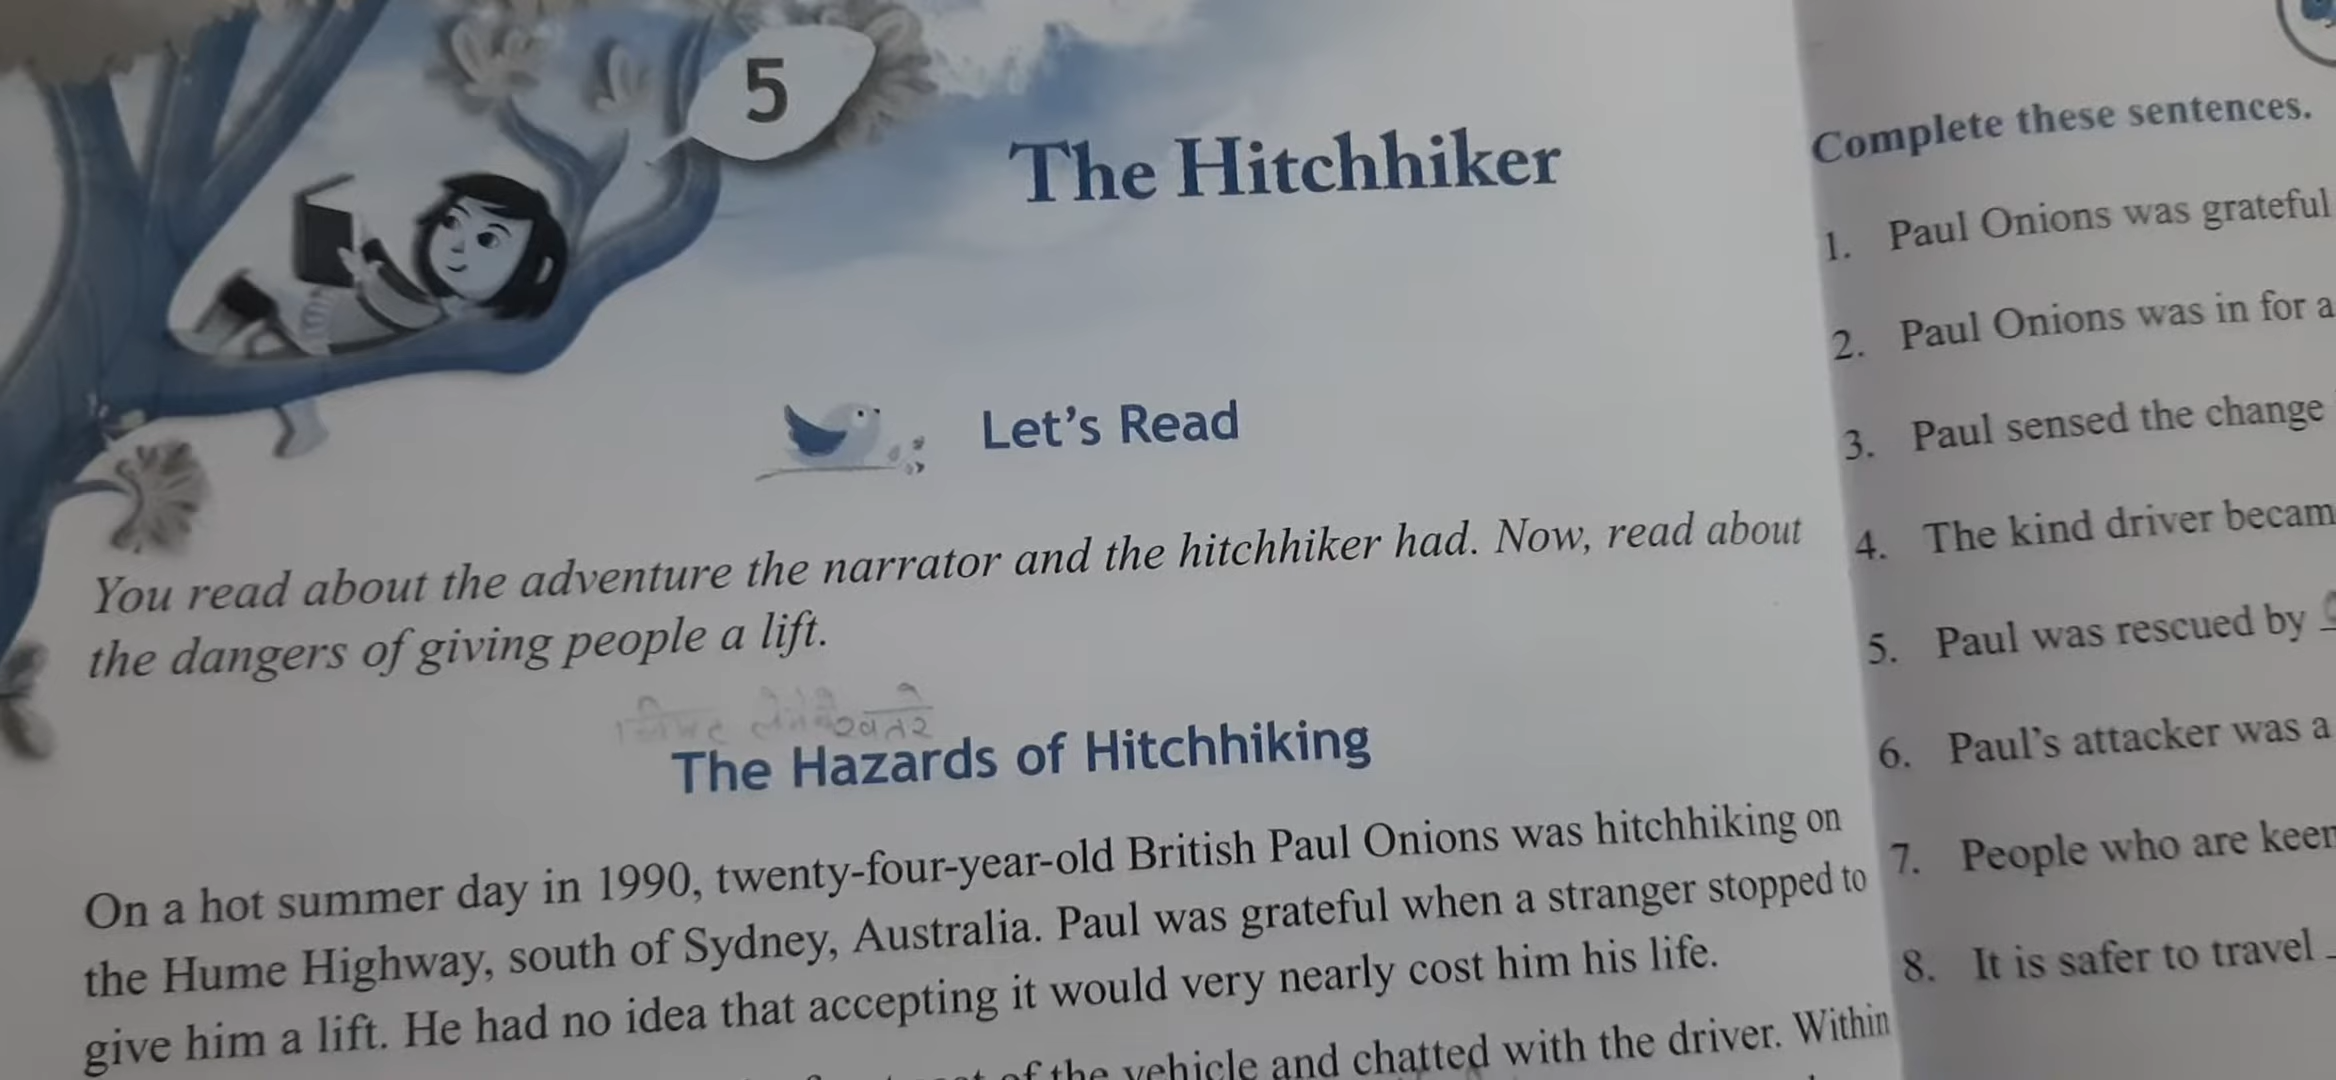 5
The Hitchhiker
Let's Read
You read about the adventure the narrator and the hitchhiker had. Now, read about
the dangers of giving people a lift.
The Hazards of Hitchhiking
On a hot summer day in 1990, twenty-four-year-old British Paul Onions was hitchhiking on
the Hume Highway, south of Sydney, Australia. Paul was grateful when a stranger stopped to
give him a lift. He had no idea that accepting it would very nearly cost him his life.
of the vehicle and chatted with the driver. Within
Complete these sentences.
1. Paul Onions was grateful
2. Paul Onions was in for a
3. Paul sensed the change
4. The kind driver becam
5. Paul was rescued by
6. Paul's attacker was a
7. People who are keen
8. It is safer to travel